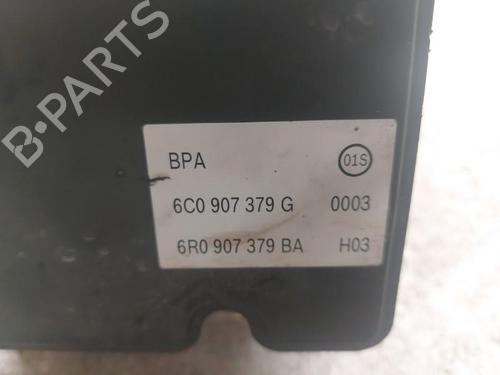 B-PARTS
BPA 01S
6C0 907 379 G 0003
6R0 907 379 BA H03